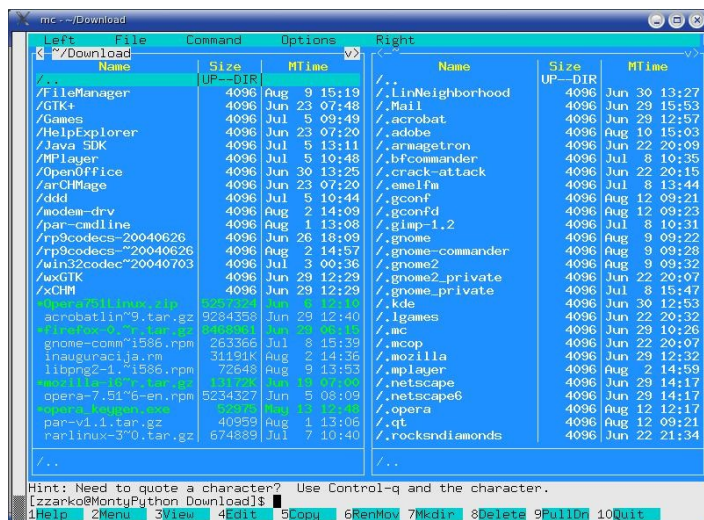 mc - ~/Download
Left File Command Options Right
<- ~/Download v> <- ~ v>
Name Size MTime Name Size MTime
/.. UP--DIR /.. UP--DIR
/FileManager 4096 Aug 9 15:19 /.LinNeighborhood 4096 Jun 30 13:27
/GTK+ 4096 Jun 23 07:48 /.Mail 4096 Jun 29 15:53
/Games 4096 Jul 5 09:49 /.acrobat 4096 Jun 29 12:57
/HelpExplorer 4096 Jun 23 07:20 /.adobe 4096 Aug 10 15:03
/Java SDK 4096 Jul 5 13:11 /.armagetron 4096 Jun 22 20:09
/MPlayer 4096 Jul 5 10:48 /.bfcommander 4096 Jul 8 10:35
/OpenOffice 4096 Jun 30 13:25 /.crack-attack 4096 Jun 22 20:15
/arCHMage 4096 Jun 23 07:20 /.emelfm 4096 Jul 8 13:44
/ddd 4096 Jul 5 10:44 /.gconf 4096 Aug 12 09:21
/modem-drv 4096 Aug 2 14:09 /.gconfd 4096 Aug 12 09:23
/par-cmdline 4096 Aug 1 13:08 /.gimp-1.2 4096 Jul 8 10:31
/rp9codecs-20040626 4096 Jun 26 18:09 /.gnome 4096 Aug 9 09:22
/rp9codecs-~20040626 4096 Aug 2 14:57 /.gnome-commander 4096 Aug 9 09:28
/win32codec~20040703 4096 Jul 3 00:36 /.gnome2 4096 Aug 9 09:32
/wxGTK 4096 Jun 29 12:29 /.gnome2_private 4096 Jun 22 20:07
/xCHM 4096 Jun 29 12:29 /.gnome_private 4096 Jul 8 15:47
*Opera751Linux.zip 5257324 Jun 6 12:10 /.kde 4096 Jun 30 12:53
acrobatlin~9.tar.gz 9284358 Jun 29 12:40 /.lgames 4096 Jun 22 20:32
*firefox-0.~r.tar.gz 8468961 Jun 29 06:15 /.mc 4096 Jun 29 10:26
gnome-comm~i586.rpm 263366 Jul 8 15:39 /.mcop 4096 Jun 22 20:07
inauguracija.rm 31191K Aug 2 14:36 /.mozilla 4096 Jun 29 12:32
libpng2-1.~i586.rpm 72648 Aug 9 13:53 /.mplayer 4096 Aug 2 14:59
*mozilla-i6~r.tar.gz 13172K Jun 19 07:00 /.netscape 4096 Jun 29 14:17
opera-7.51~6-en.rpm 5234327 Jun 5 08:09 /.netscape6 4096 Jun 29 14:17
*opera_keygen.exe 52975 May 13 12:48 /.opera 4096 Aug 12 12:17
par-v1.1.tar.gz 40959 Aug 1 13:06 /.qt 4096 Aug 12 09:21
rarlinux-3~0.tar.gz 674889 Jul 7 10:40 /.rocksndiamonds 4096 Jun 22 21:34
/.. /..
Hint: Need to quote a character? Use Control-q and the character.
[zzarko@MontyPython Download]$
1Help 2Menu 3View 4Edit 5Copy 6RenMov 7Mkdir 8Delete 9PullDn 10Quit